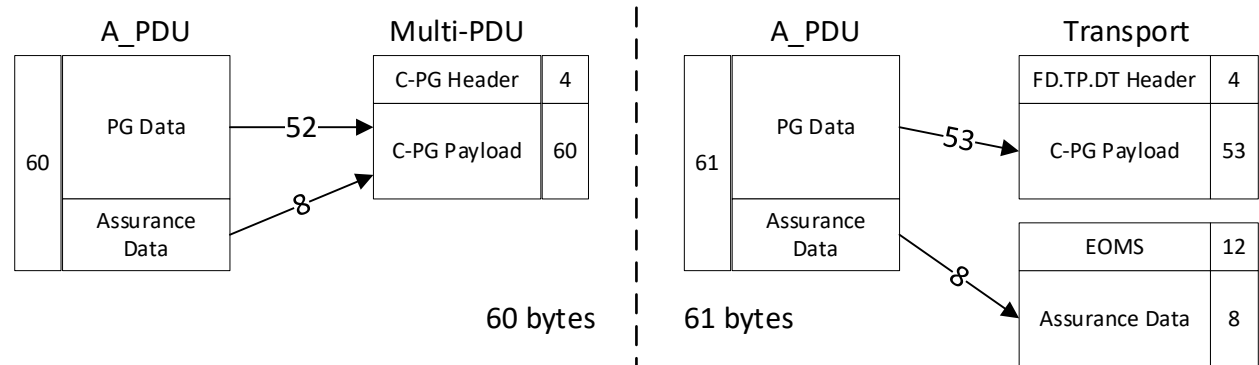 A_PDU
Multi-PDU
60
PG Data
Assurance
Data
52
8
C-PG Header
4
C-PG Payload
60
60 bytes
A_PDU
Transport
61
PG Data
Assurance
Data
53
8
FD.TP.DT Header
4
C-PG Payload
53
EOMS
12
Assurance Data
8
61 bytes